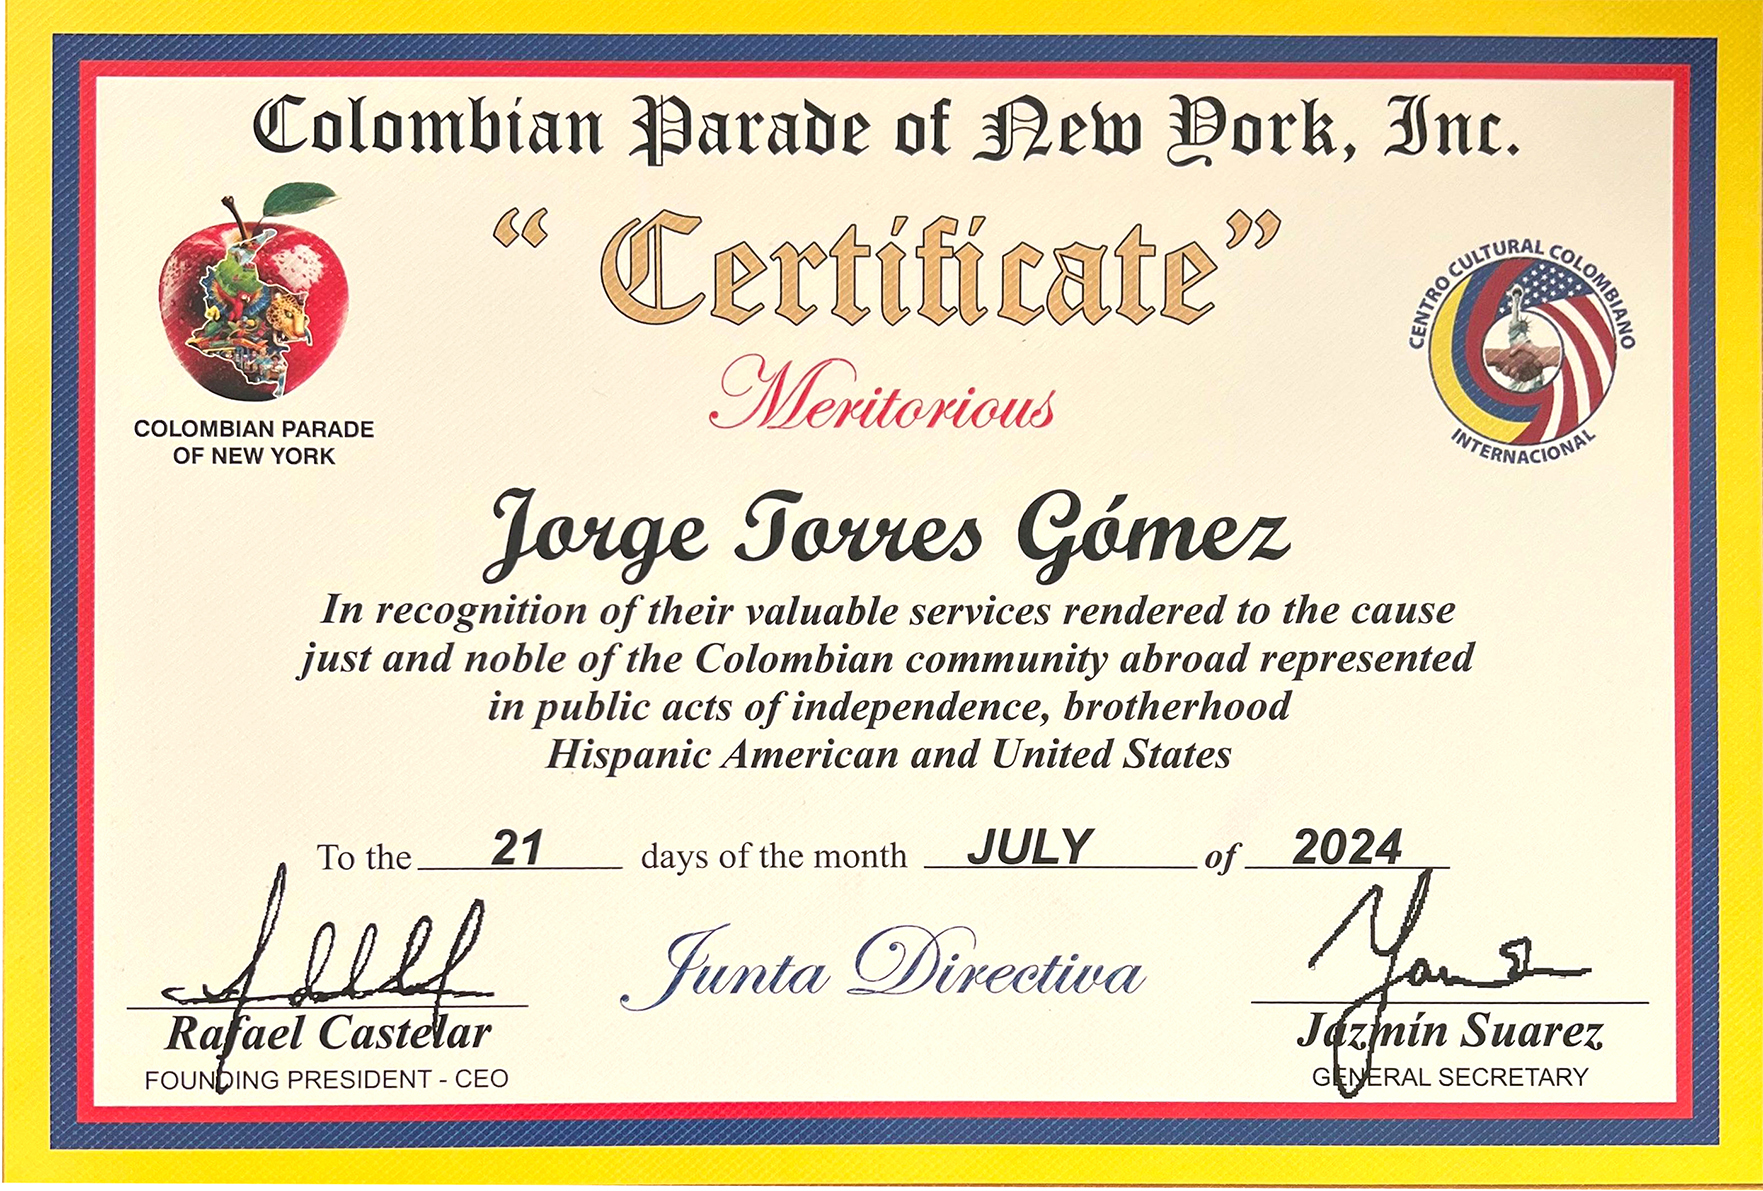 Colombian Parade of New York, Inc.
“ Certificate”
Meritorious
COLOMBIAN PARADE
OF NEW YORK
CENTRO CULTURAL COLOMBIANO
INTERNACIONAL
Jorge Torres Gómez
In recognition of their valuable services rendered to the cause
just and noble of the Colombian community abroad represented
in public acts of independence, brotherhood
Hispanic American and United States
To the 21 days of the month JULY of 2024
Junta Directiva
Rafael Castelar
FOUNDING PRESIDENT - CEO
Jazmín Suarez
GENERAL SECRETARY